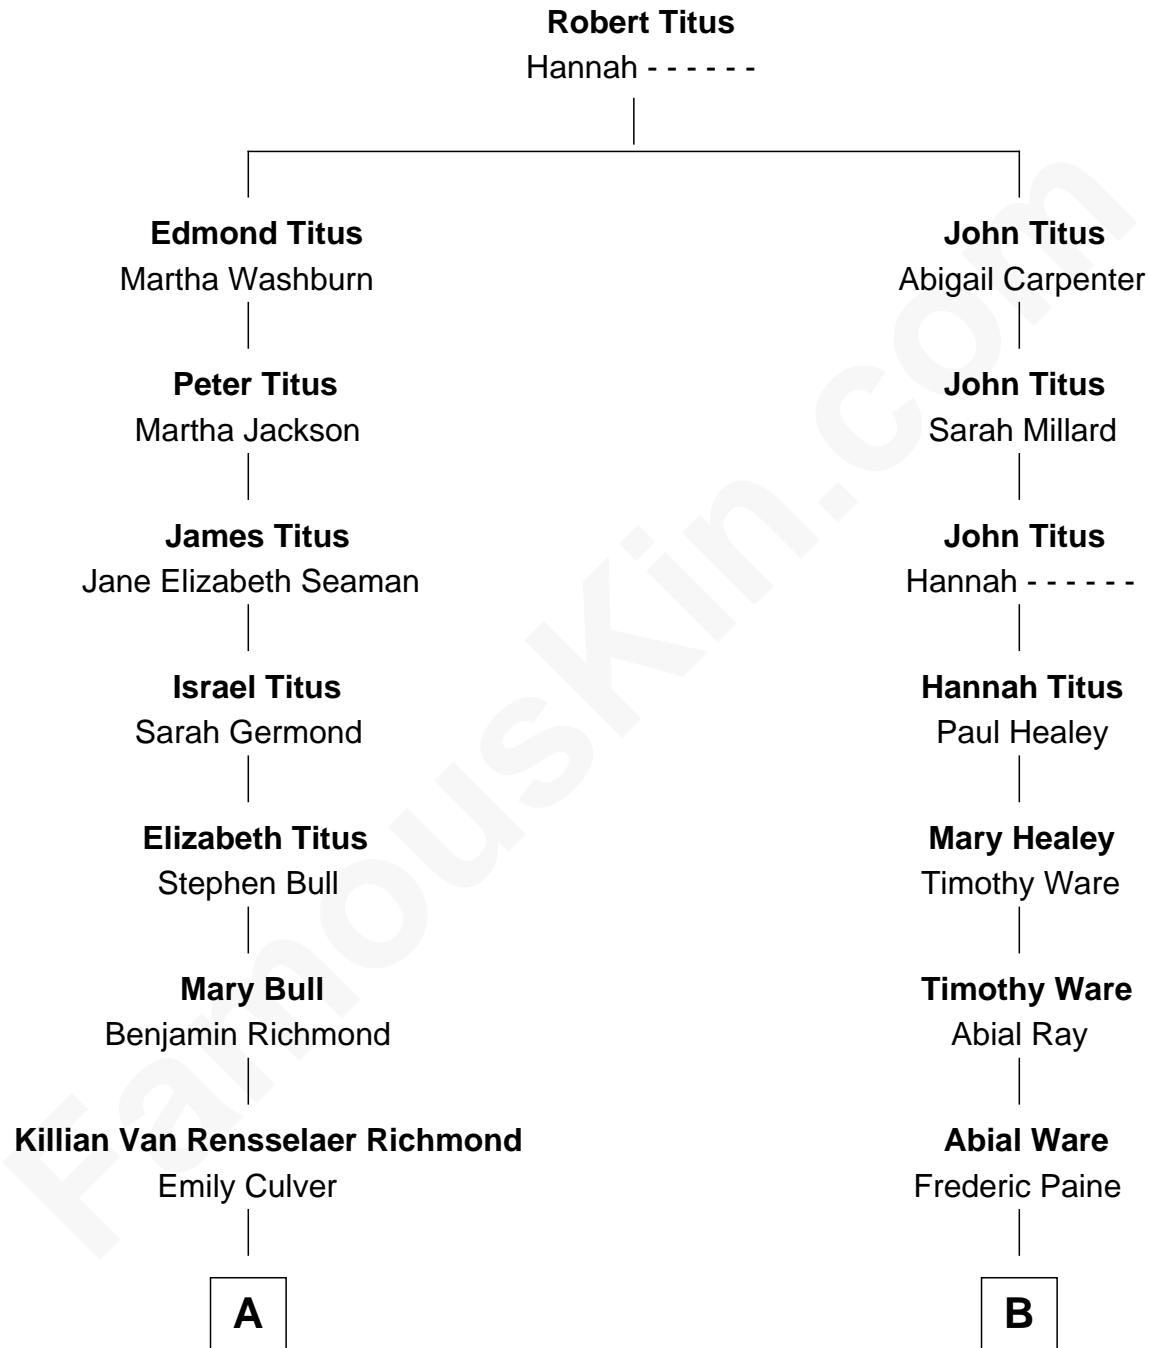 Robert Titus
Hannah - - - - - -
Edmond Titus
Martha Washburn
John Titus
Abigail Carpenter
Peter Titus
Martha Jackson
John Titus
Sarah Millard
James Titus
Jane Elizabeth Seaman
John Titus
Hannah - - - - - -
Israel Titus
Sarah Germond
Hannah Titus
Paul Healey
Elizabeth Titus
Stephen Bull
Mary Healey
Timothy Ware
Mary Bull
Benjamin Richmond
Timothy Ware
Abial Ray
Killian Van Rensselaer Richmond
Emily Culver
Abial Ware
Frederic Paine
A
B
FamousKin.com